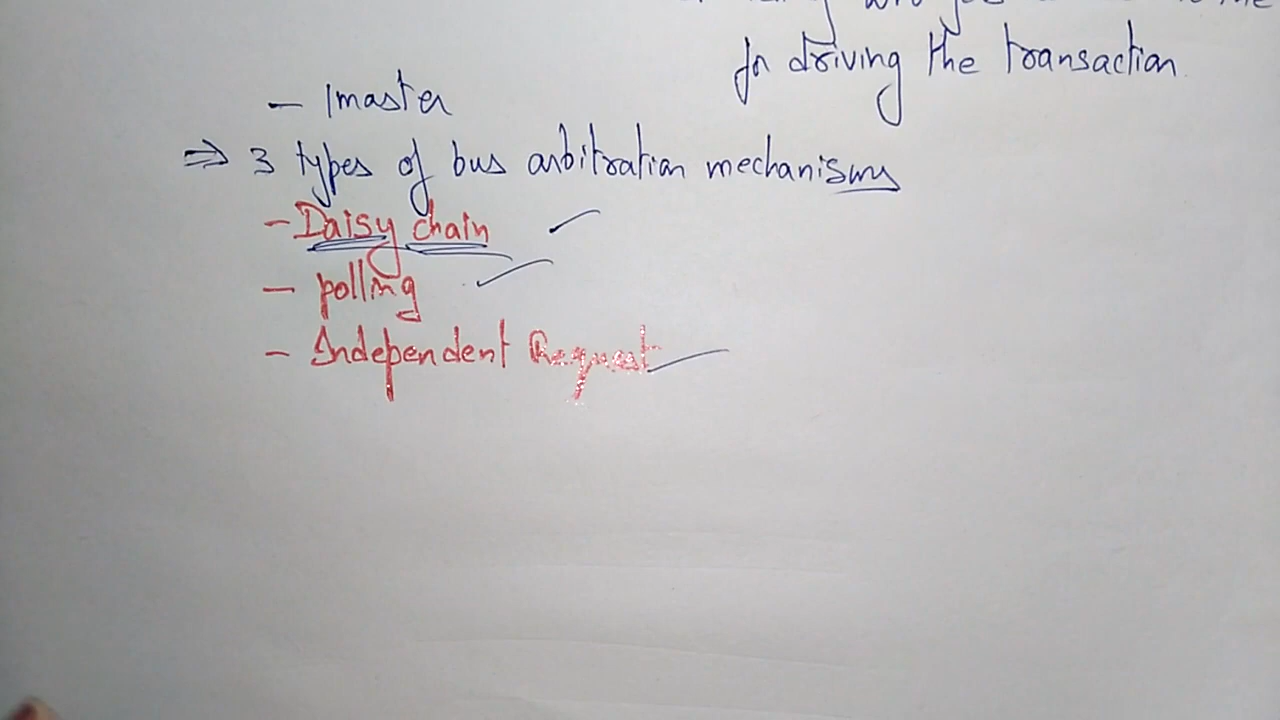 for driving the transaction
- 1master
⇒ 3 types of bus arbitration mechanisms
- Daisy chain ✓
- polling ✓
- Independent Request ✓